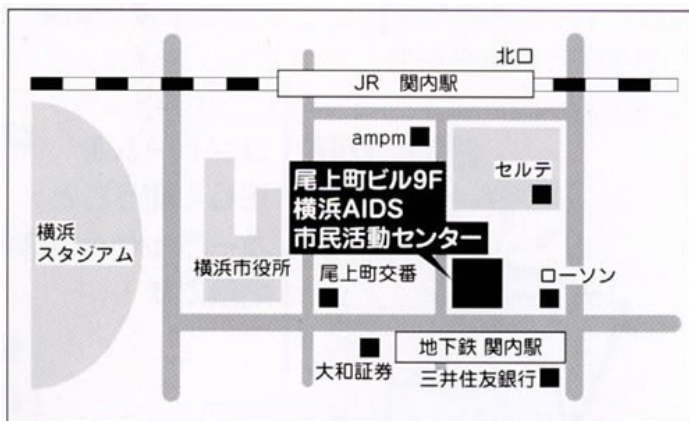 北口
JR 関内駅
ampm
セルテ
尾上町ビル9F
横浜AIDS
市民活動センター
横浜
スタジアム
横浜市役所
尾上町交番
ローソン
地下鉄 関内駅
大和証券
三井住友銀行